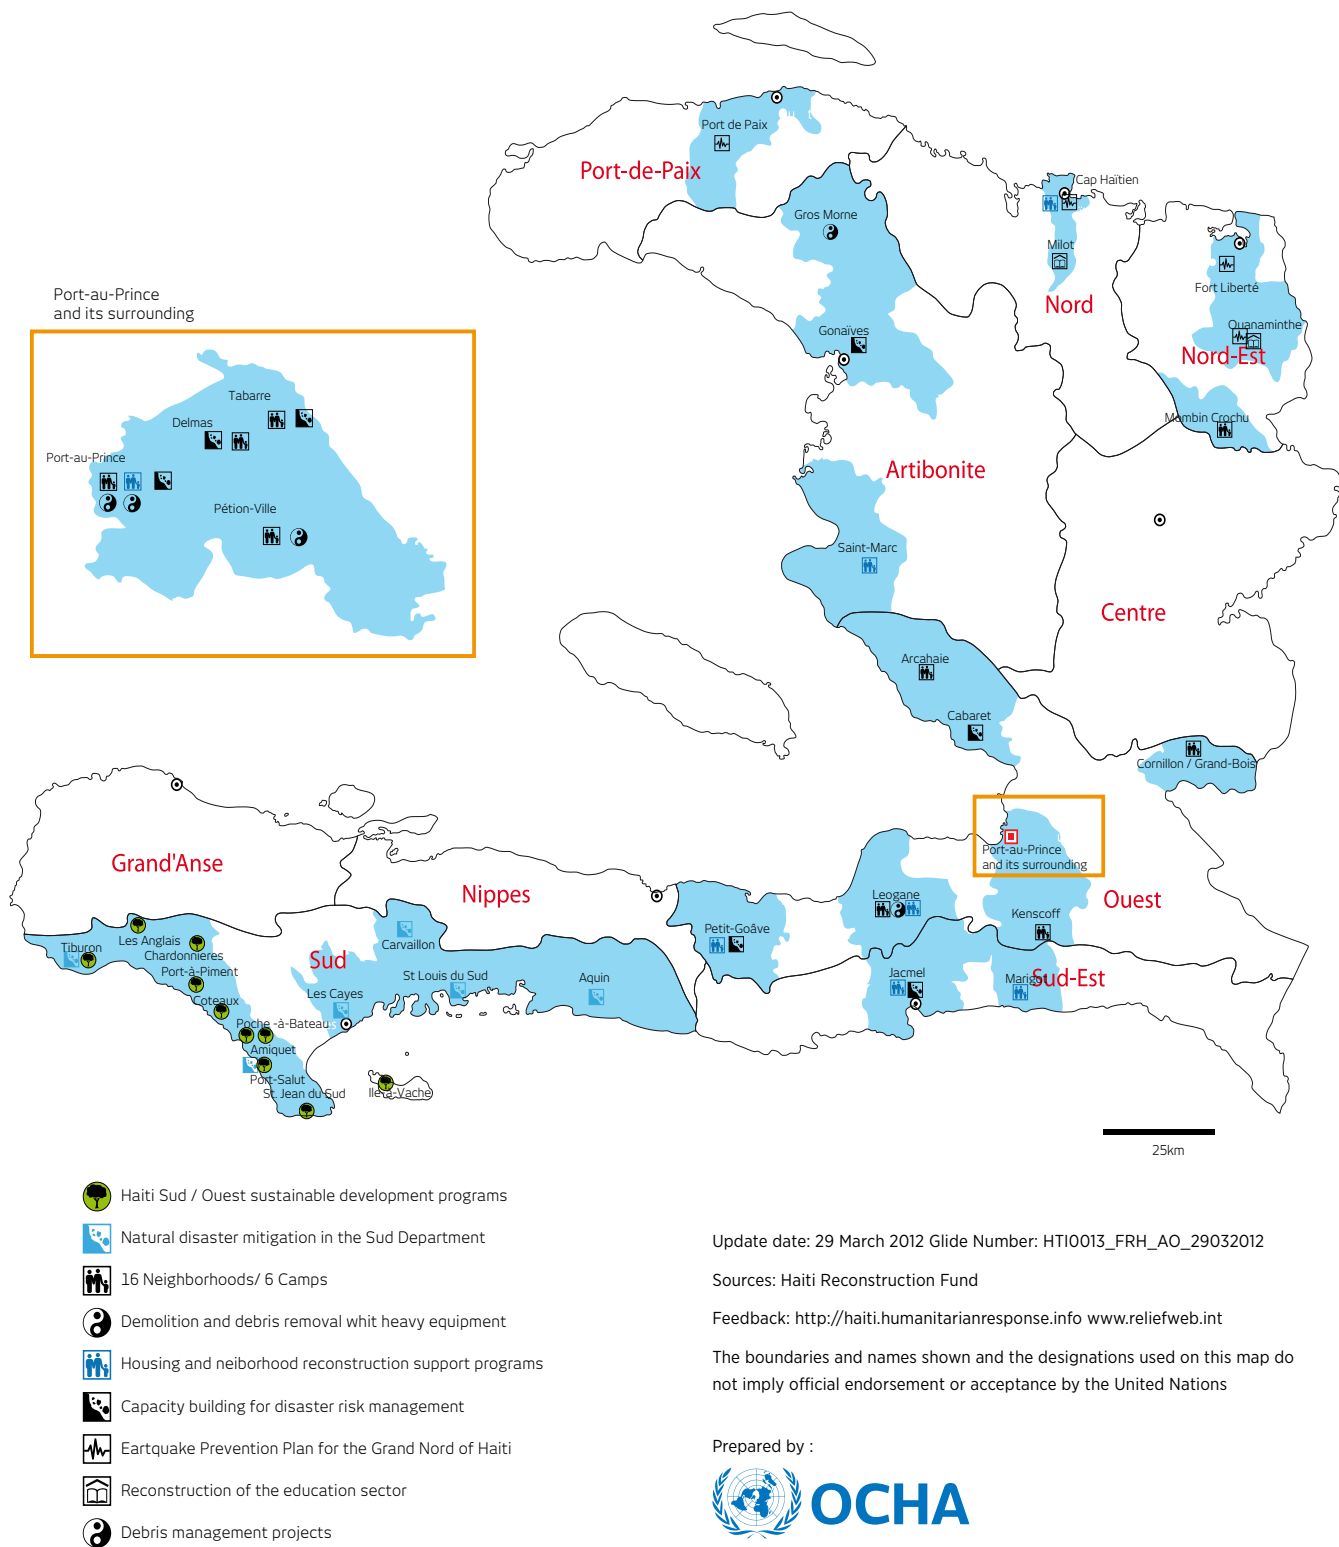 Port de Paix
Port-de-Paix
Cap Haïtien
Gros Morne
Milot
Fort Liberté
Nord
Port-au-Prince
and its surrounding
Gonaïves
Ouanaminthe
Nord-Est
Tabarre
Delmas
Mombin Crochu
Port-au-Prince
Artibonite
Pétion-Ville
Saint-Marc
Centre
Arcahaie
Cabaret
Cornillon / Grand-Bois
Port-au-Prince
and its surrounding
Grand'Anse
Nippes
Leogane
Ouest
Kenscoff
Petit-Goâve
Les Anglais
Tiburon
Carvaillon
Chardonnieres
Sud
Port-à-Piment
St Louis du Sud
Aquin
Jacmel
Marigot
Sud-Est
Les Cayes
Coteaux
Poche -à-Bateaus
Amiquet
Port-Salut
St. Jean du Sud
Ile-à-Vache
25km
Haiti Sud / Ouest sustainable development programs
Natural disaster mitigation in the Sud Department
16 Neighborhoods/ 6 Camps
Demolition and debris removal whit heavy equipment
Housing and neiborhood reconstruction support programs
Capacity building for disaster risk management
Eartquake Prevention Plan for the Grand Nord of Haiti
Reconstruction of the education sector
Debris management projects
Update date: 29 March 2012 Glide Number: HTI0013_FRH_AO_29032012
Sources: Haiti Reconstruction Fund
Feedback: http://haiti.humanitarianresponse.info www.reliefweb.int
The boundaries and names shown and the designations used on this map do
not imply official endorsement or acceptance by the United Nations
Prepared by :
OCHA